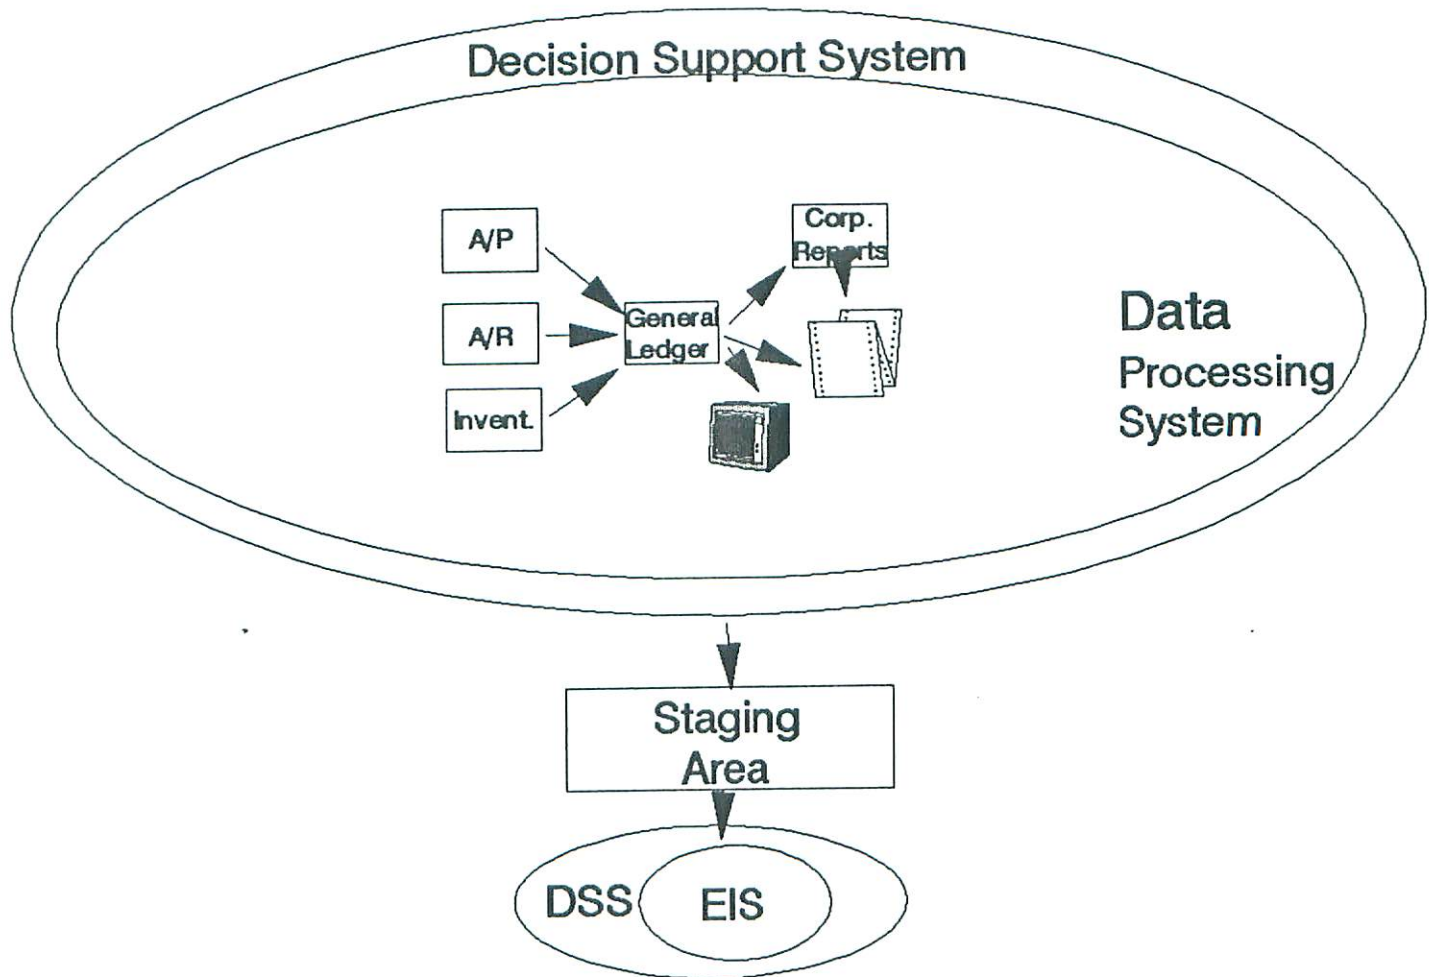 Decision Support System
A/P
A/R
Invent.
General
Ledger
Corp.
Reports
Data
Processing
System
Staging
Area
DSS
EIS